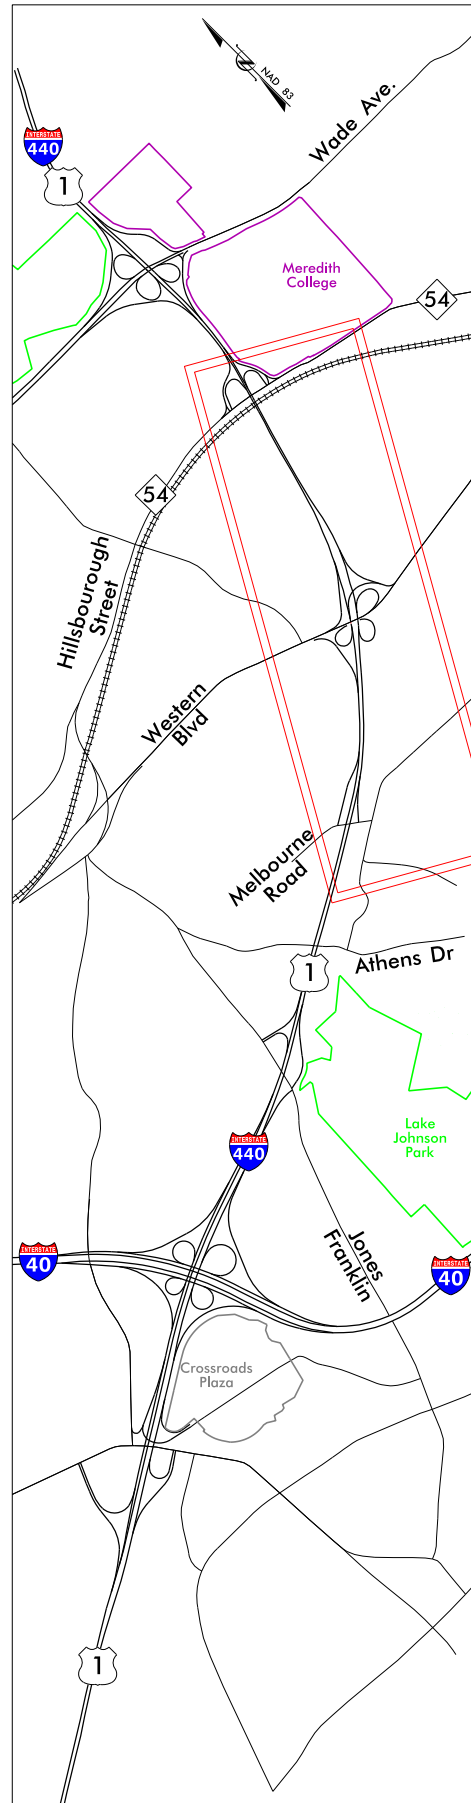 NAD 83
Wade Ave.
INTERSTATE
440
1
Meredith
College
54
54
Hillsbourough
Street
Western
Blvd
Melbourne
Road
Athens Dr
1
Lake
Johnson
Park
INTERSTATE
440
Jones
Franklin
INTERSTATE
40
INTERSTATE
40
Crossroads
Plaza
1